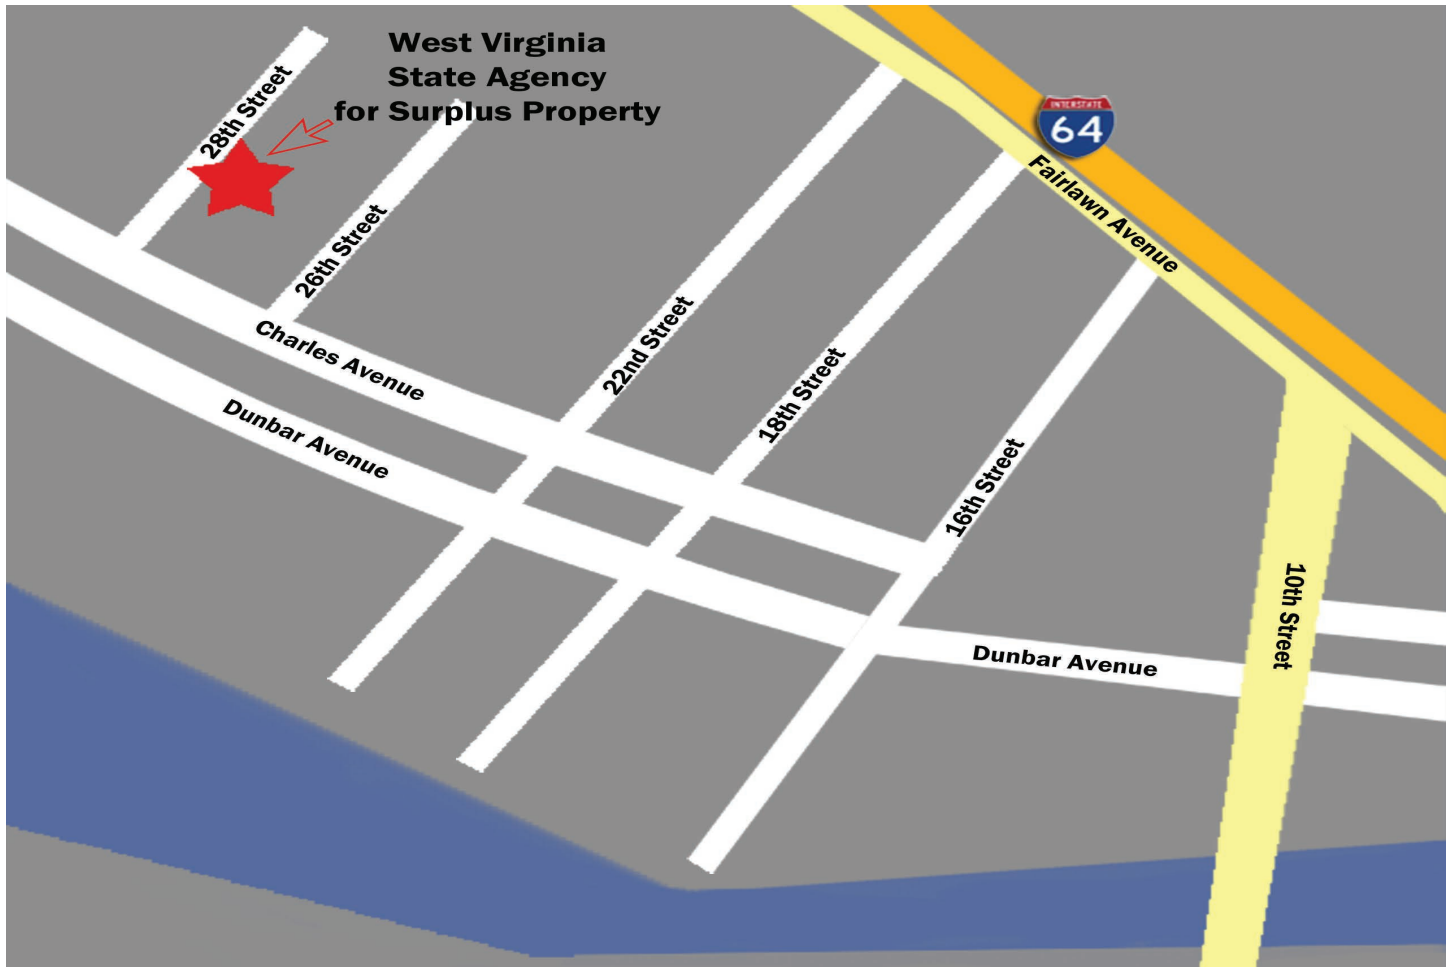 West Virginia
State Agency
for Surplus Property
28th Street
INTERSTATE
64
Fairlawn Avenue
26th Street
22nd Street
18th Street
Charles Avenue
Dunbar Avenue
16th Street
10th Street
Dunbar Avenue